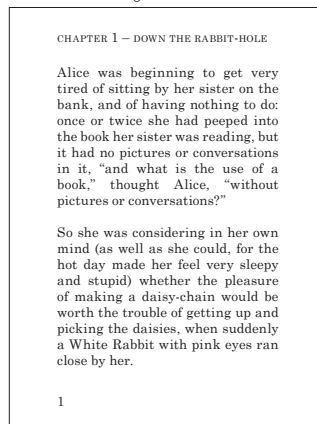 CHAPTER 1 – DOWN THE RABBIT-HOLE
Alice was beginning to get very
tired of sitting by her sister on the
bank, and of having nothing to do:
once or twice she had peeped into
the book her sister was reading, but
it had no pictures or conversations
in it, “and what is the use of a
book,” thought Alice, “without
pictures or conversations?”
So she was considering in her own
mind (as well as she could, for the
hot day made her feel very sleepy
and stupid) whether the pleasure
of making a daisy-chain would be
worth the trouble of getting up and
picking the daisies, when suddenly
a White Rabbit with pink eyes ran
close by her.
1